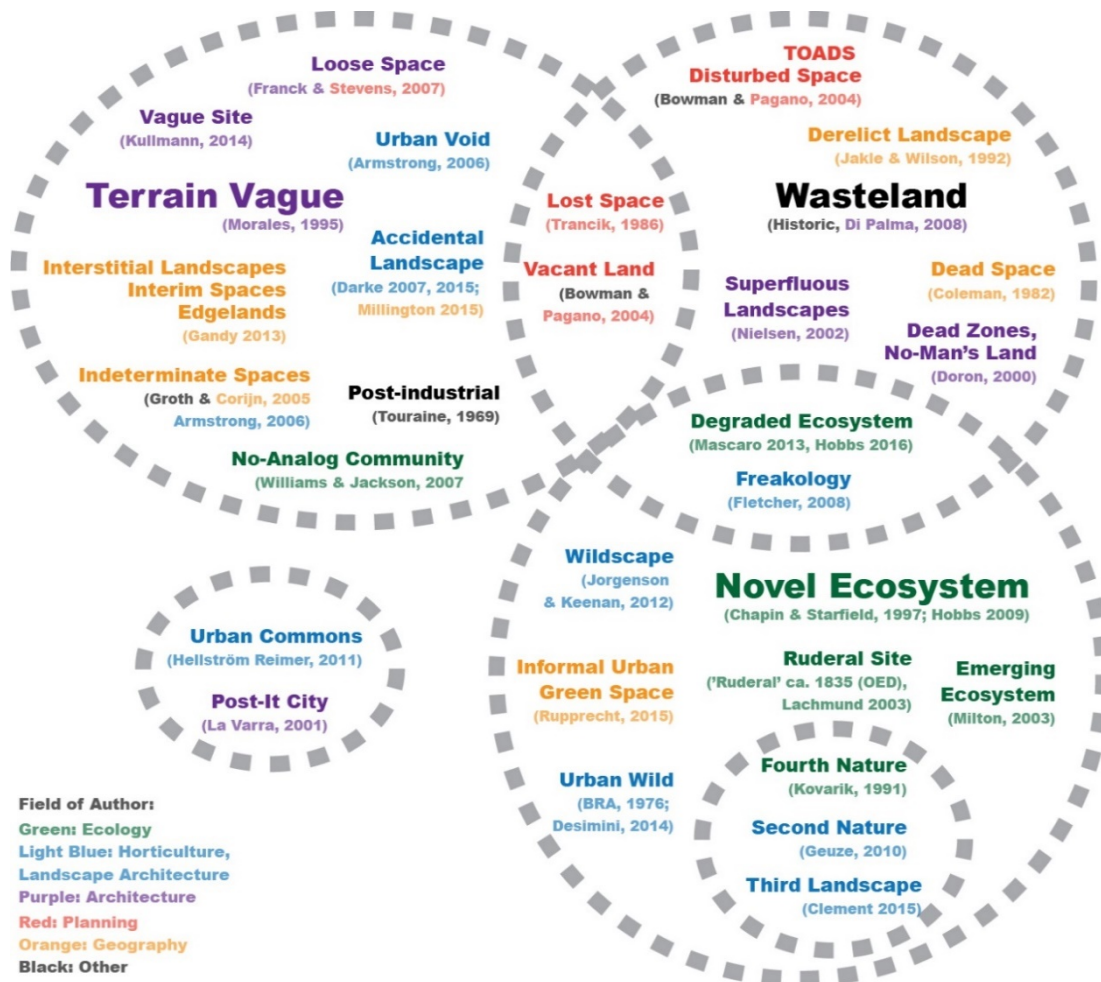 Loose Space
(Franck & Stevens, 2007)
Vague Site
(Kullmann, 2014)
Urban Void
(Armstrong, 2006)
Terrain Vague
(Morales, 1995)
Accidental
Landscape
(Darke 2007, 2015;
Millington 2015)
Interstitial Landscapes
Interim Spaces
Edgelands
(Gandy 2013)
Indeterminate Spaces
(Groth & Corijn, 2005
Armstrong, 2006)
Post-industrial
(Touraine, 1969)
No-Analog Community
(Williams & Jackson, 2007
Lost Space
(Trancik, 1986)
Vacant Land
(Bowman &
Pagano, 2004)
TOADS
Disturbed Space
(Bowman & Pagano, 2004)
Derelict Landscape
(Jakle & Wilson, 1992)
Wasteland
(Historic, Di Palma, 2008)
Superfluous
Landscapes
(Nielsen, 2002)
Dead Space
(Coleman, 1982)
Dead Zones,
No-Man's Land
(Doron, 2000)
Degraded Ecosystem
(Mascaro 2013, Hobbs 2016)
Freakology
(Fletcher, 2008)
Wildscape
(Jorgenson
& Keenan, 2012)
Novel Ecosystem
(Chapin & Starfield, 1997; Hobbs 2009)
Informal Urban
Green Space
(Rupprecht, 2015)
Ruderal Site
('Ruderal' ca. 1835 (OED),
Lachmund 2003)
Emerging
Ecosystem
(Milton, 2003)
Urban Wild
(BRA, 1976;
Desimini, 2014)
Fourth Nature
(Kovarik, 1991)
Second Nature
(Geuze, 2010)
Third Landscape
(Clement 2015)
Urban Commons
(Hellström Reimer, 2011)
Post-It City
(La Varra, 2001)
Field of Author:
Green: Ecology
Light Blue: Horticulture,
Landscape Architecture
Purple: Architecture
Red: Planning
Orange: Geography
Black: Other